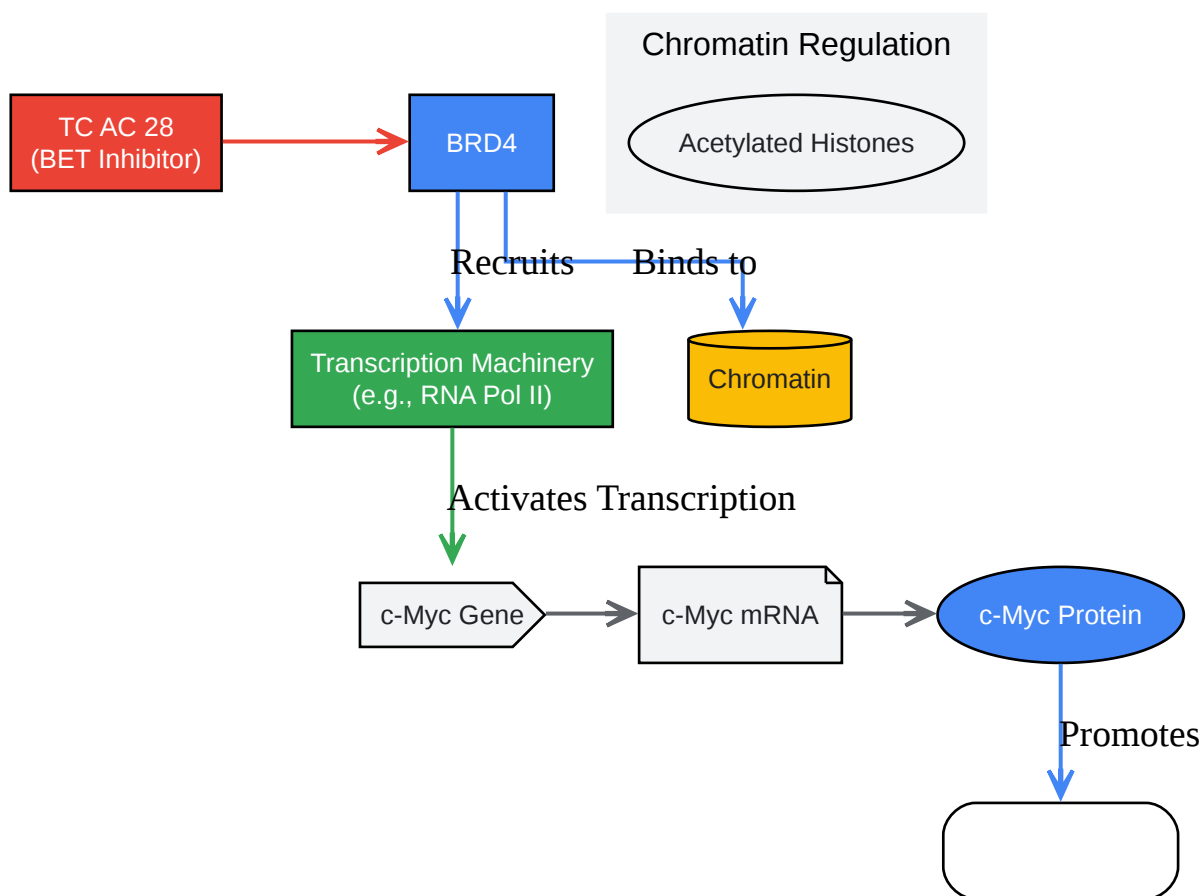 Chromatin Regulation
TC AC 28
(BET Inhibitor)
BRD4
Acetylated Histones
Recruits
Binds to
Transcription Machinery
(e.g., RNA Pol II)
Chromatin
Activates Transcription
c-Myc Gene
c-Myc mRNA
c-Myc Protein
Promotes